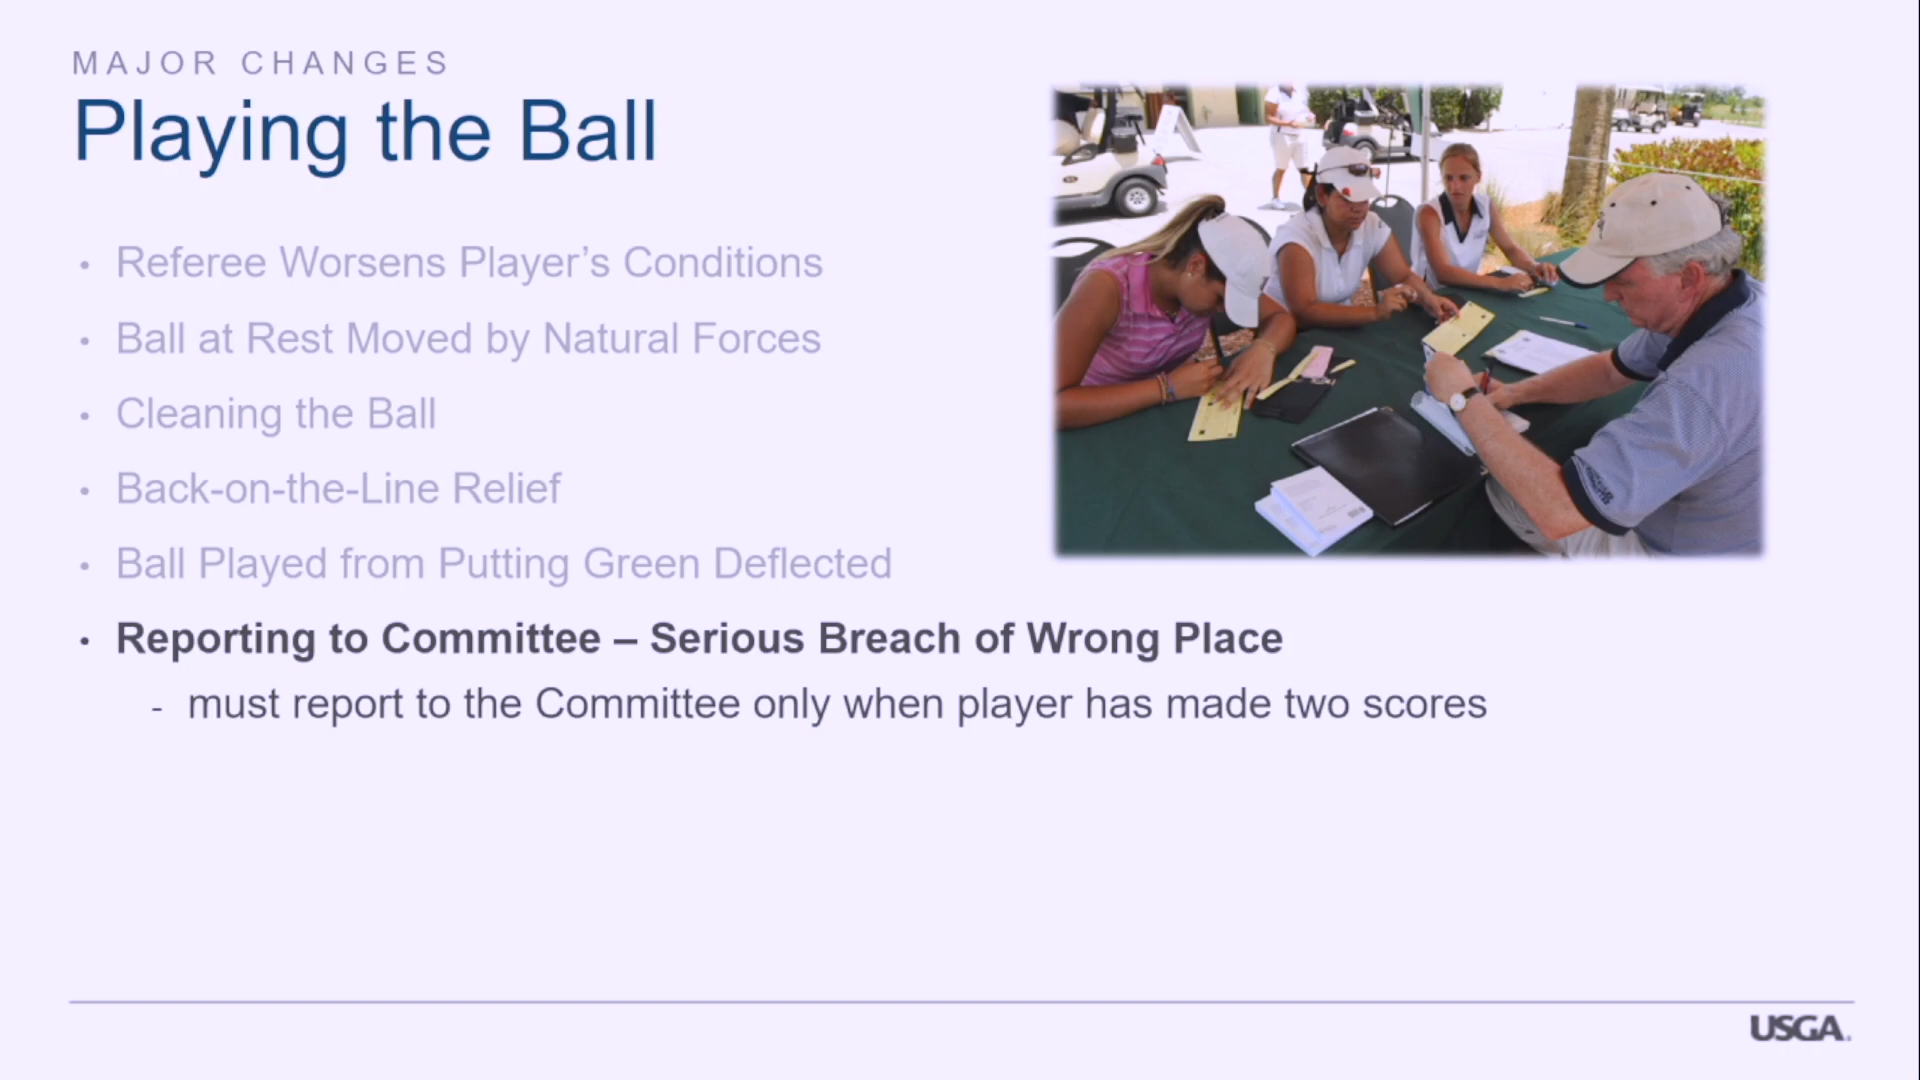 MAJOR CHANGES
Playing the Ball
• Referee Worsens Player’s Conditions
• Ball at Rest Moved by Natural Forces
• Cleaning the Ball
• Back-on-the-Line Relief
• Ball Played from Putting Green Deflected
• Reporting to Committee – Serious Breach of Wrong Place
- must report to the Committee only when player has made two scores
USGA.